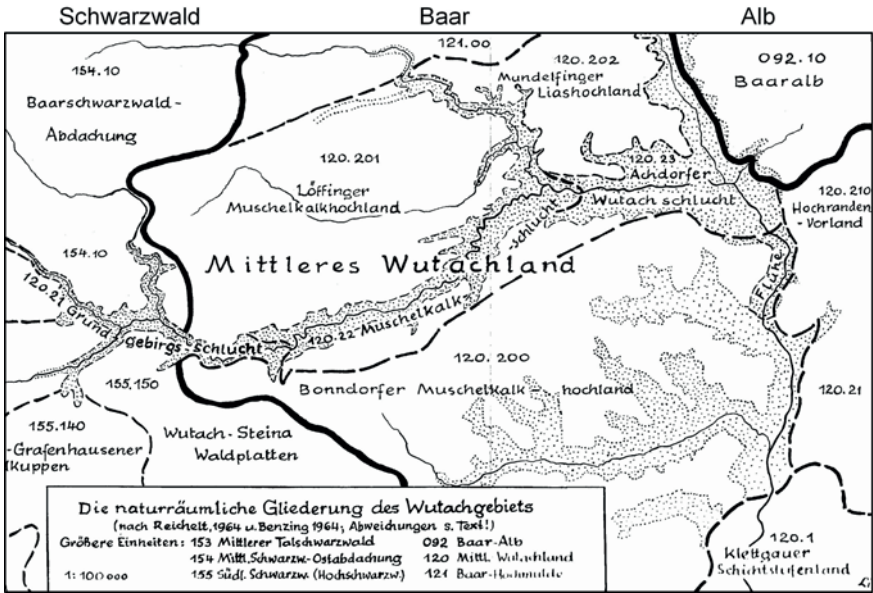 Schwarzwald Baar Alb
154.10
Baarschwarzwald-
Abdachung
121.00
120.202
Mundelfinger
Liashochland
092.10
Baaralb
120.201
Löffinger
Muschelkalkhochland
120.23
Achdorfer
Wutach schlucht
120.210
Hochranden
-Vorland
154.10
Mittleres Wutachland
-schlucht
Flühe
120.21 Grund
gebirgs-Schlucht
120.22 Muschelkalk-
155.150
120.200
Bonndorfer Muschelkalk-hochland
120.21
155.140
-Grafenhausener
Kuppen
Wutach-Steina
Waldplatten
120.1
Klettgauer
Schichtstufenland
Die naturräumliche Gliederung des Wutachgebiets
(nach Reichelt, 1964 u. Benzing 1964; Abweichungen s. Text!)
Größere Einheiten: 153 Mittlerer Talschwarzwald 092 Baar-Alb
154 Mittl. Schwarzw.-Ostabdachung 120 Mittl. Wutachland
1:100 000 155 Südl. Schwarzw. (Hochschwarzw.) 121 Baar-Hochmulde